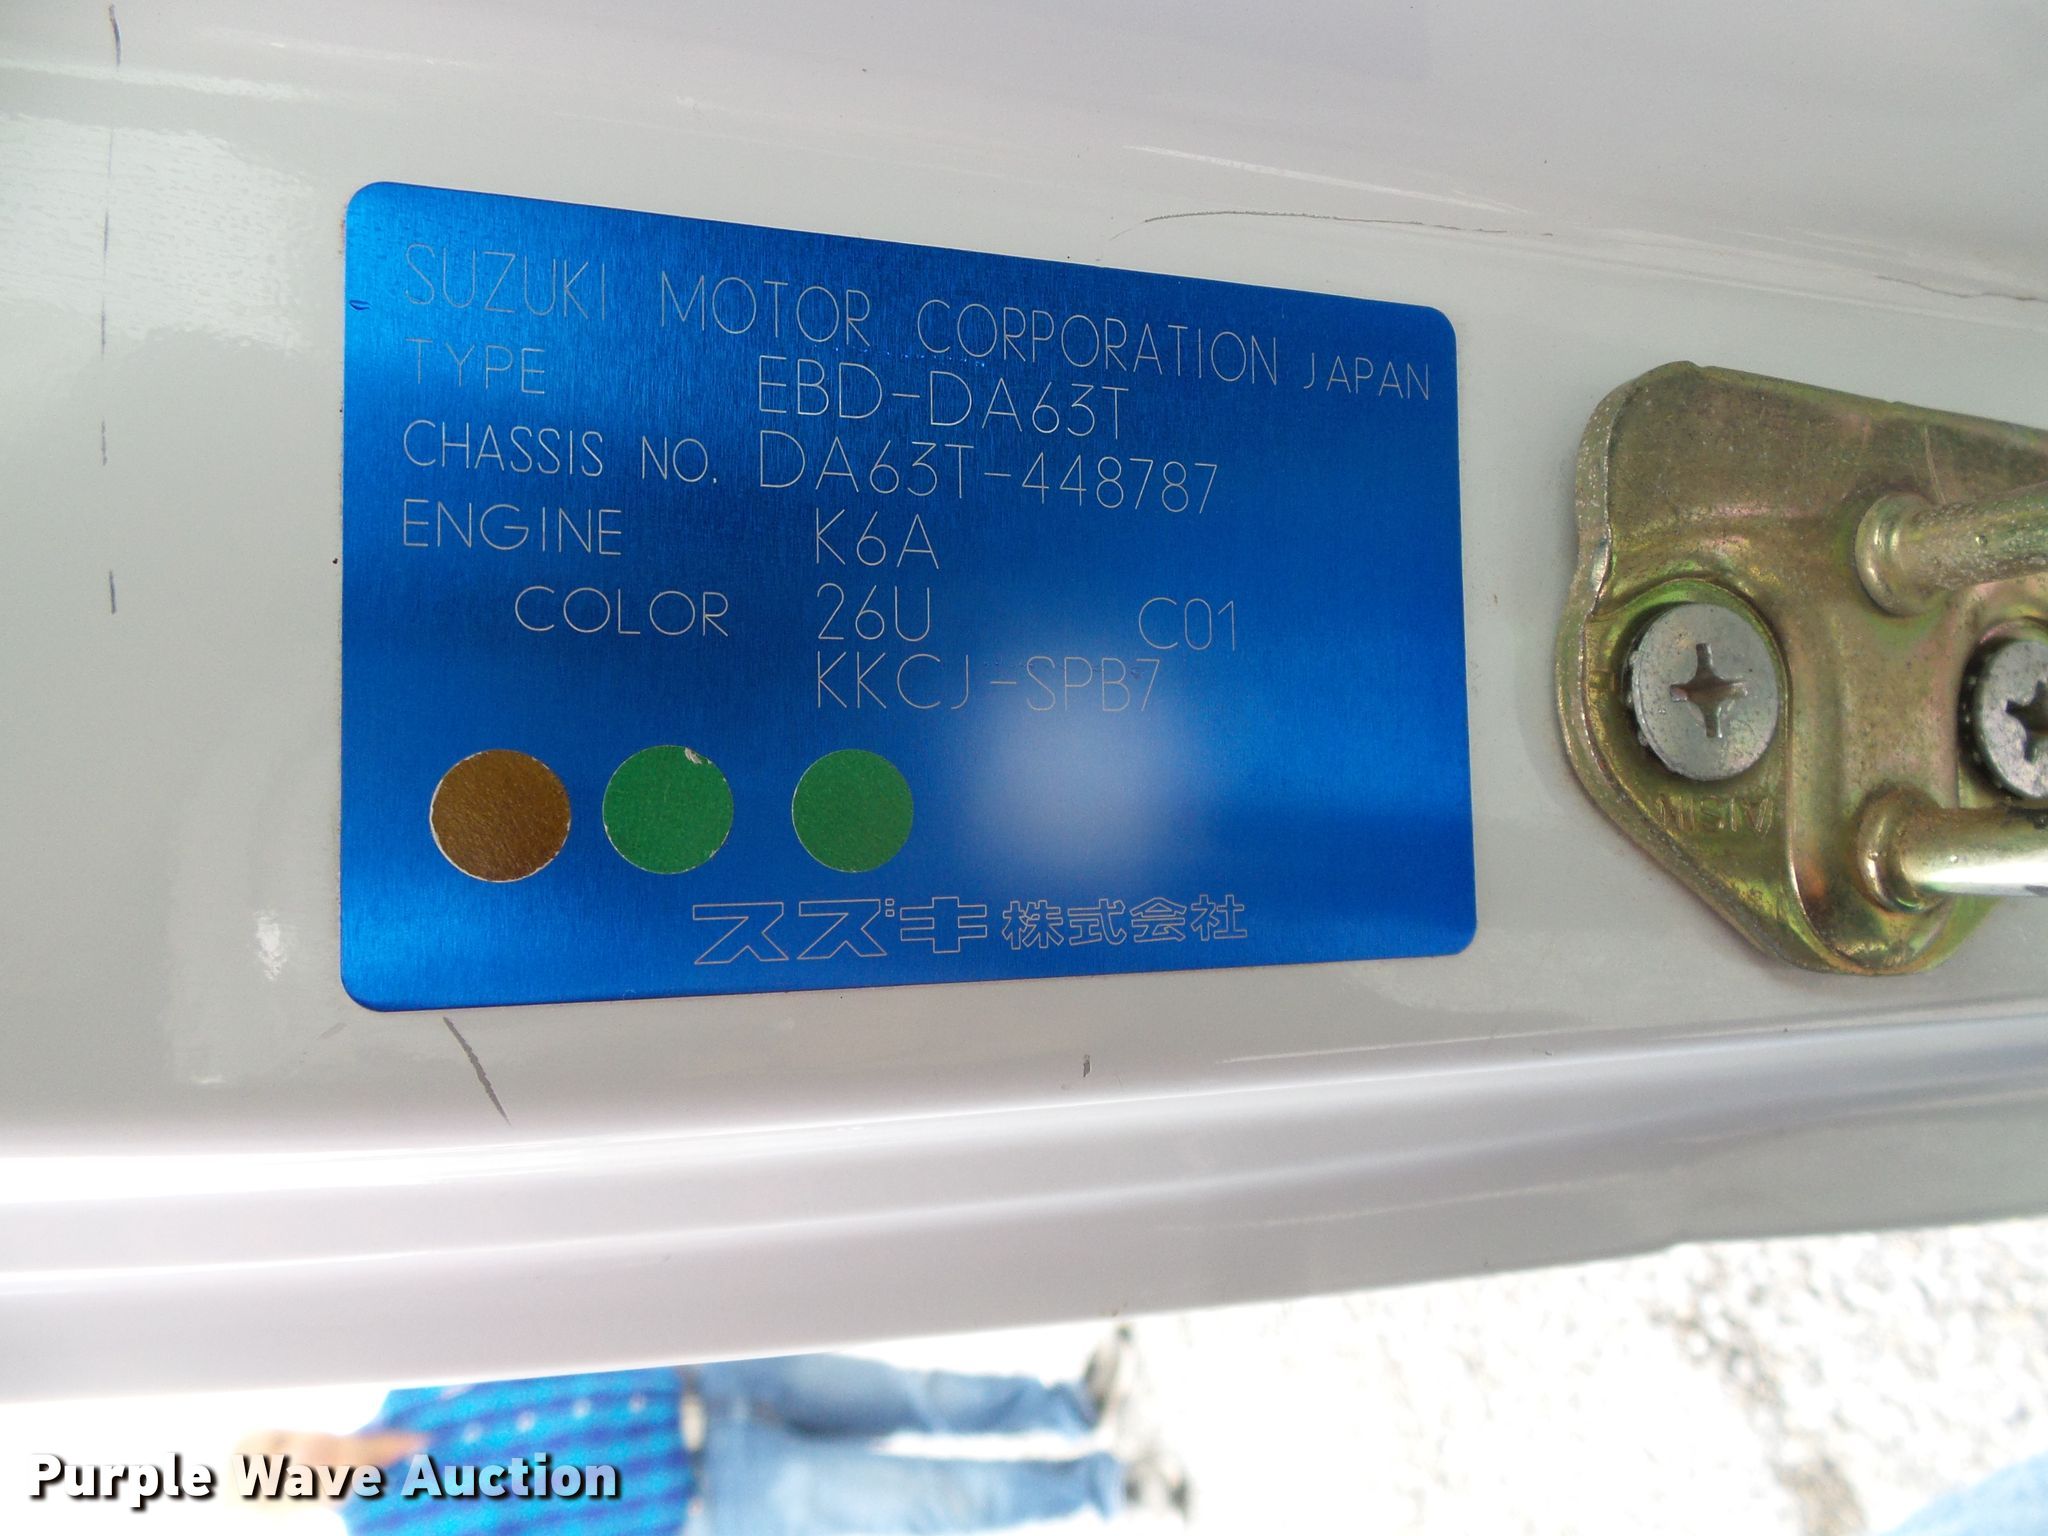 SUZUKI MOTOR CORPORATION JAPAN
TYPE EBD-DA63T
CHASSIS NO. DA63T-448787
ENGINE K6A
COLOR 26U C01
KKCJ-SPB7
スズキ株式会社
AISIN
Purple Wave Auction